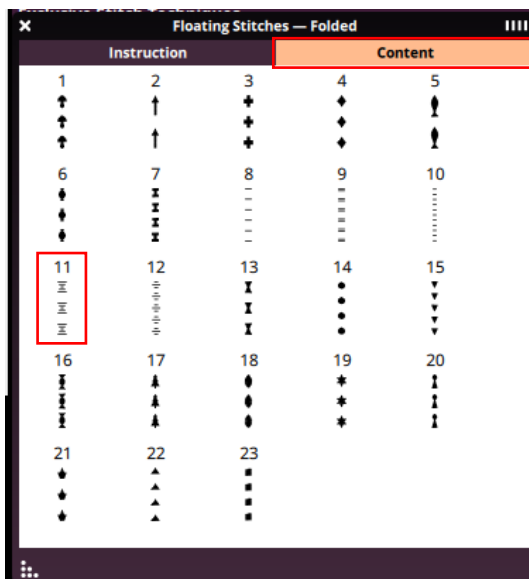 Floating Stitches — Folded
Instruction Content
1 2 3 4 5
6 7 8 9 10
11 12 13 14 15
16 17 18 19 20
21 22 23